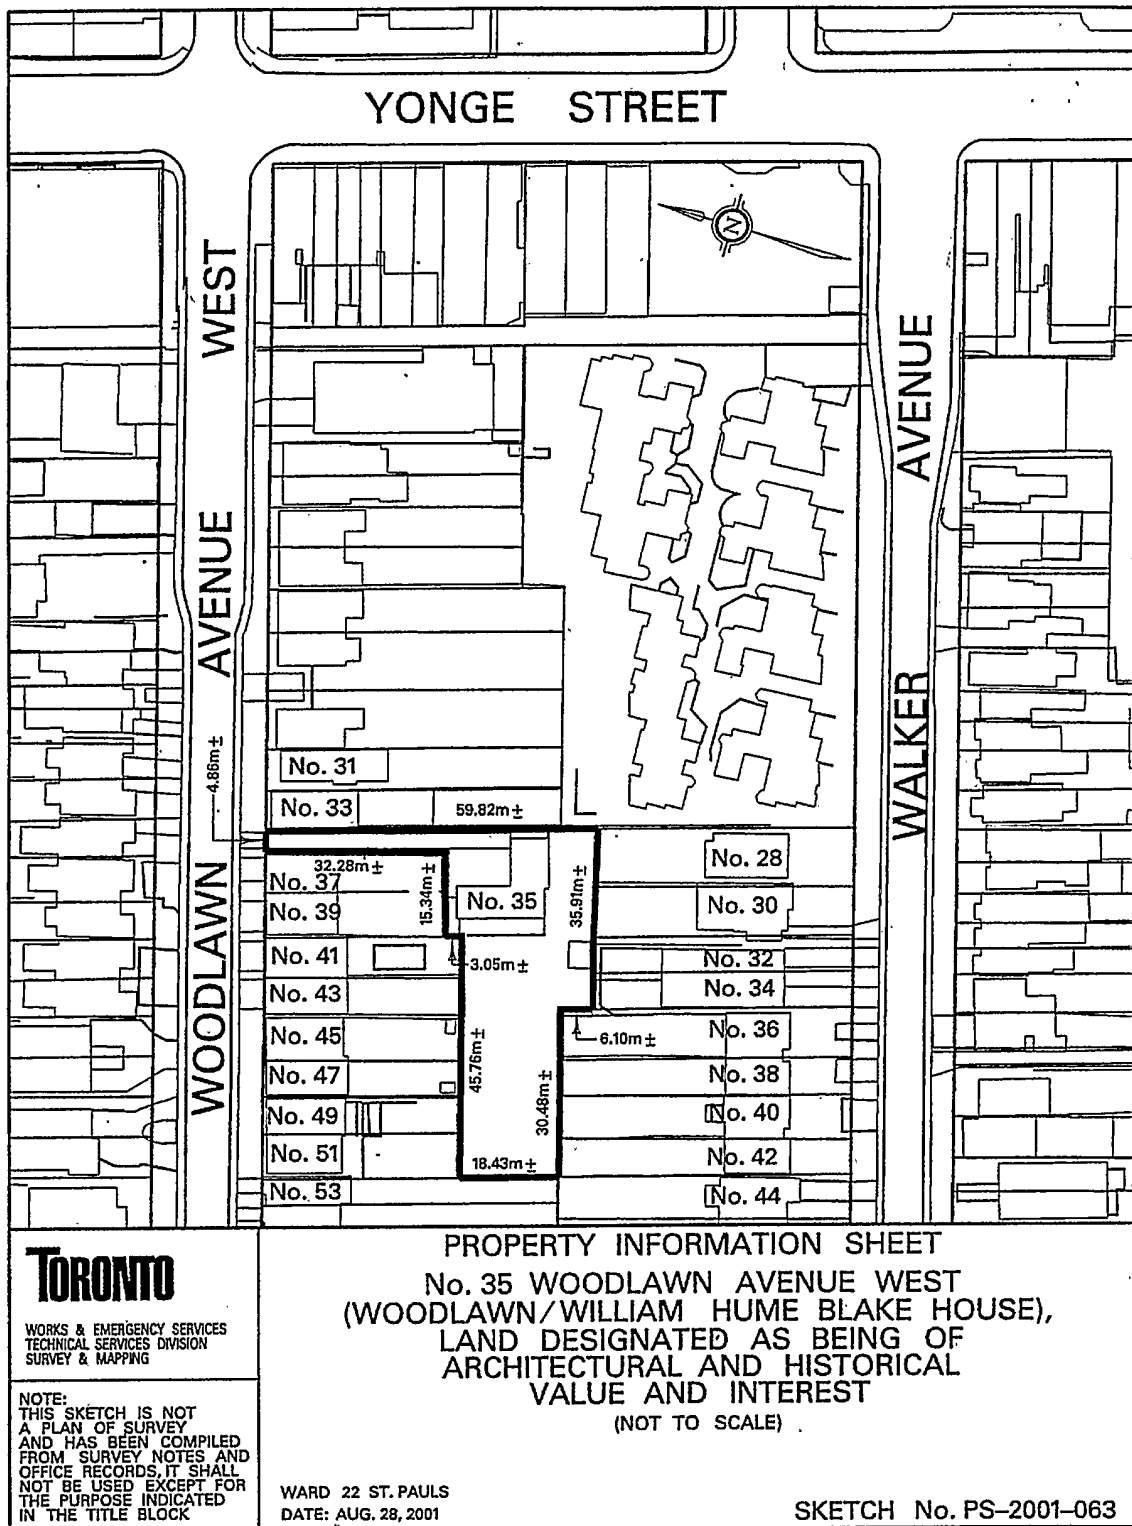 YONGE STREET
N
WOODLAWN AVENUE WEST
WALKER AVENUE
4.86m±
No. 31
No. 33
59.82m±
32.28m±
No. 37
No. 39
15.34m±
No. 35
35.91m±
No. 28
No. 30
No. 41
3.05m±
No. 32
No. 43
No. 34
No. 45
45.76m±
6.10m±
No. 36
No. 47
No. 38
No. 49
30.48m±
No. 40
No. 51
18.43m±
No. 42
No. 53
No. 44
TORONTO
WORKS & EMERGENCY SERVICES
TECHNICAL SERVICES DIVISION
SURVEY & MAPPING
NOTE:
THIS SKETCH IS NOT
A PLAN OF SURVEY
AND HAS BEEN COMPILED
FROM SURVEY NOTES AND
OFFICE RECORDS, IT SHALL
NOT BE USED EXCEPT FOR
THE PURPOSE INDICATED
IN THE TITLE BLOCK
PROPERTY INFORMATION SHEET
No. 35 WOODLAWN AVENUE WEST
(WOODLAWN/WILLIAM HUME BLAKE HOUSE),
LAND DESIGNATED AS BEING OF
ARCHITECTURAL AND HISTORICAL
VALUE AND INTEREST
(NOT TO SCALE)
WARD 22 ST. PAULS
DATE: AUG. 28, 2001
SKETCH No. PS-2001-063